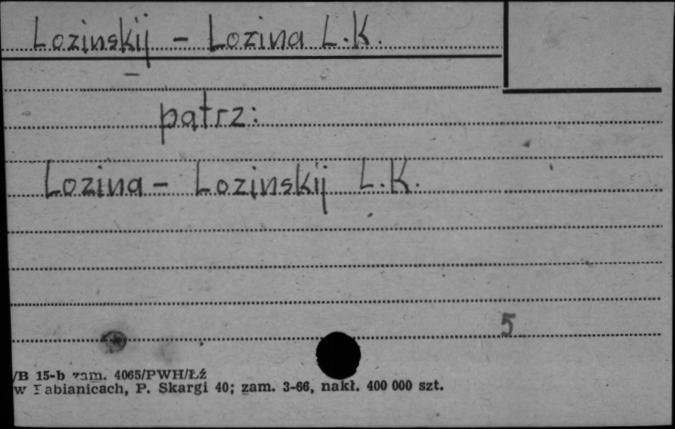 Lozinskij - Lozina L.K.
patrz:
Lozina - Lozinskij L.K.
5
/B 15-b zam. 4065/PWH/Łź
w Pabianicach, P. Skargi 40; zam. 3-66, nakł. 400 000 szt.